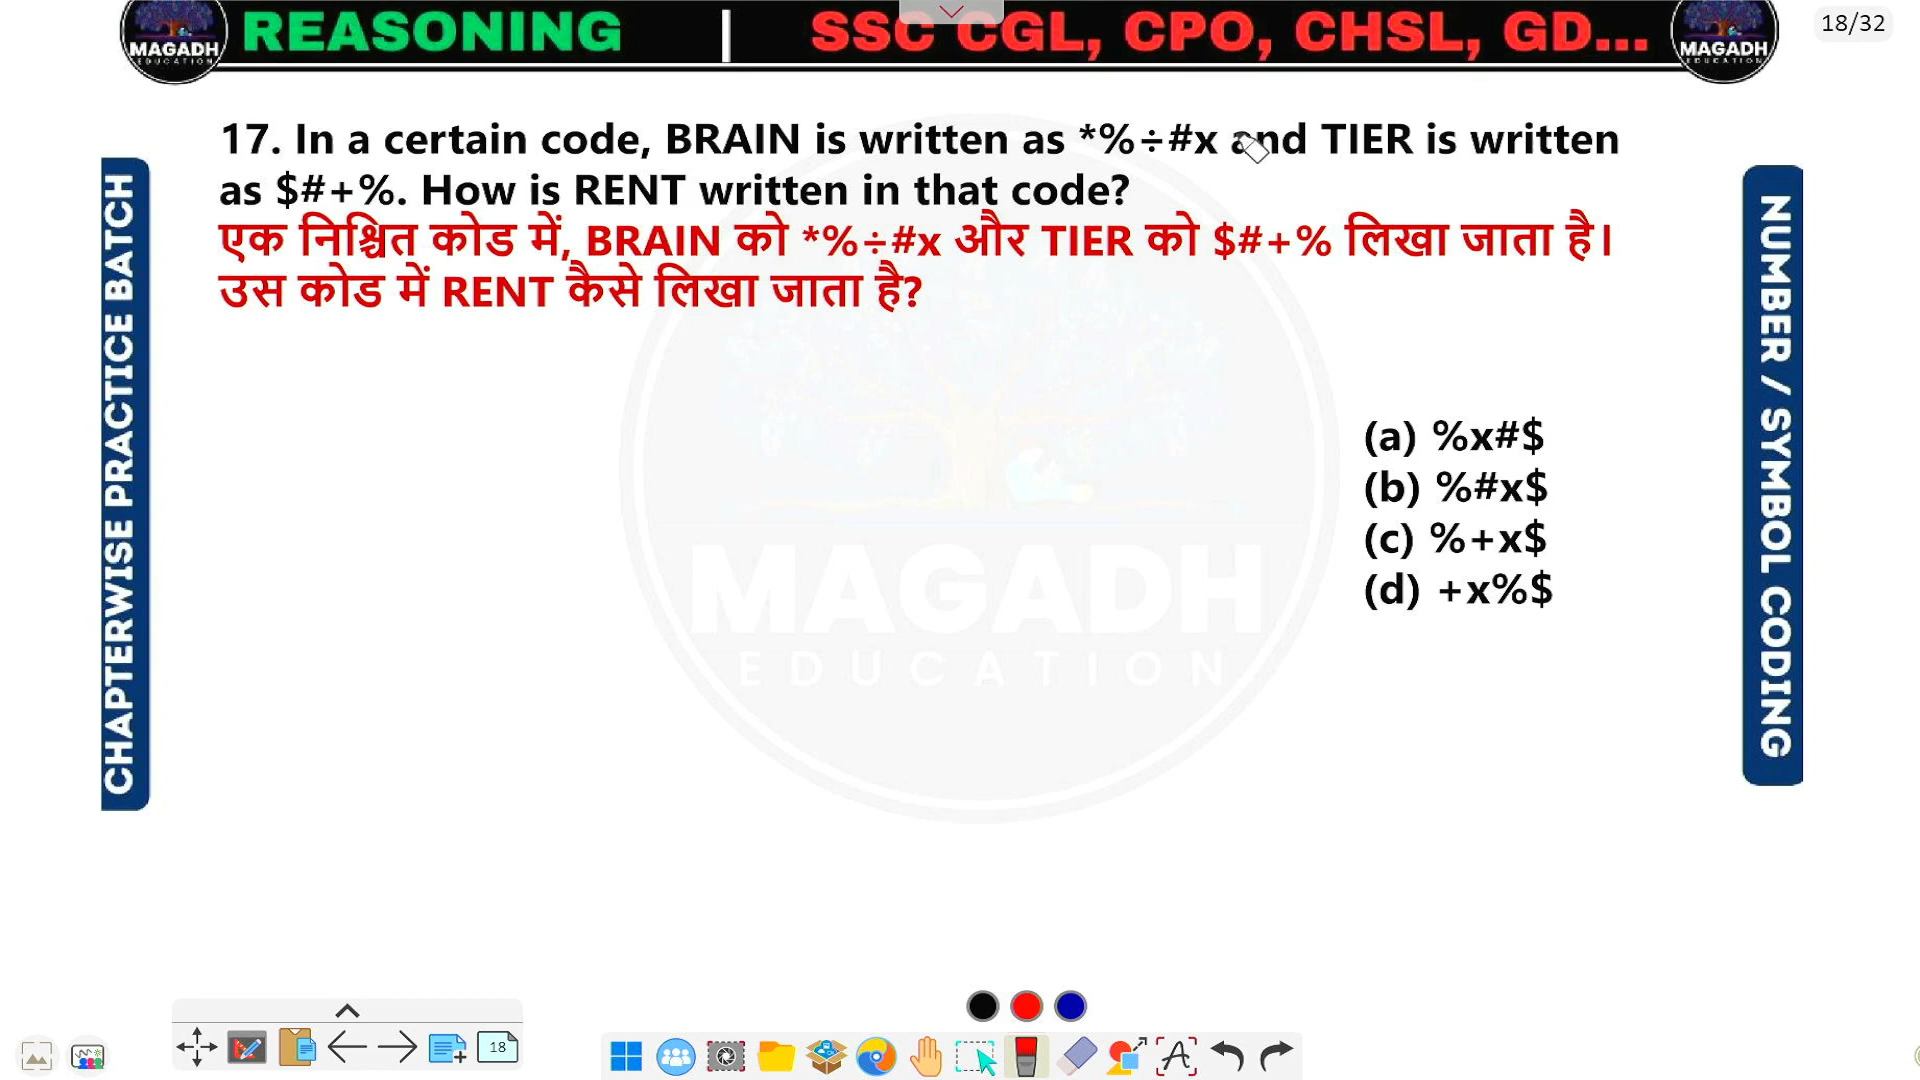 MAGADH
EDUCATION
REASONING | SSC CGL, CPO, CHSL, GD...
MAGADH
EDUCATION
18/32
CHAPTERWISE PRACTICE BATCH
17. In a certain code, BRAIN is written as *%÷#x and TIER is written
as $#+%. How is RENT written in that code?
एक निश्चित कोड में, BRAIN को *%÷#x और TIER को $#+% लिखा जाता है।
उस कोड में RENT कैसे लिखा जाता है?
(a) %x#$
(b) %#x$
(c) %+x$
(d) +x%$
MAGADH
EDUCATION
NUMBER / SYMBOL CODING
18